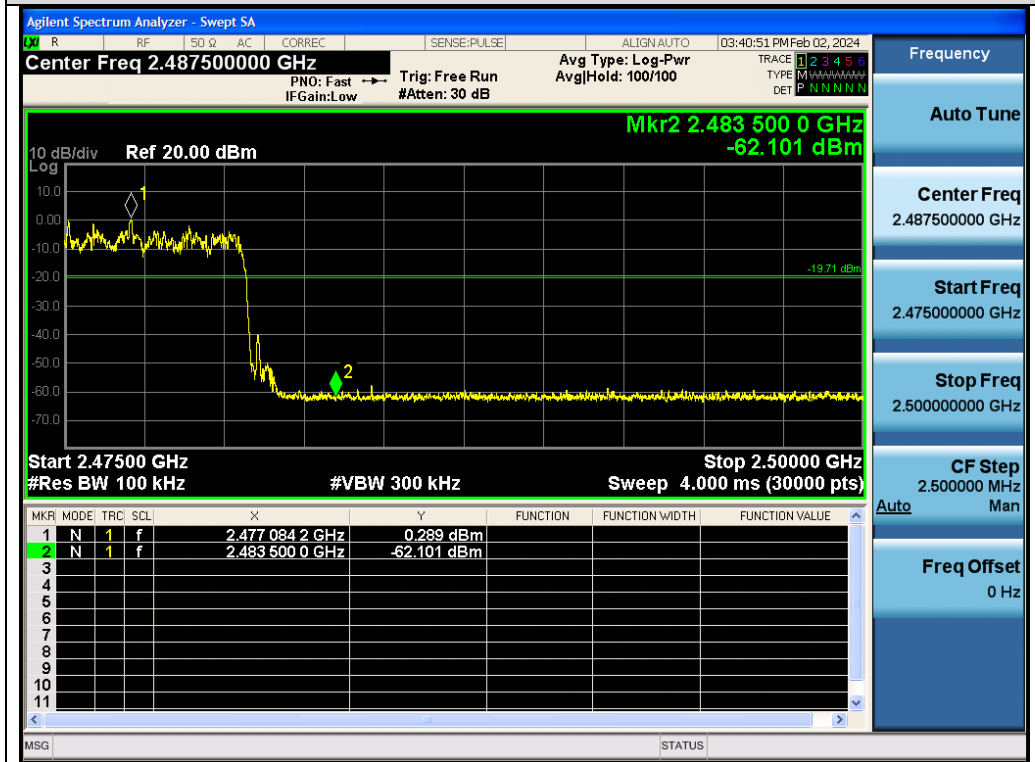 Agilent Spectrum Analyzer - Swept SA
LXI R RF 50 Ω AC CORREC SENSE:PULSE ALIGN AUTO 03:40:51 PM Feb 02, 2024
Center Freq 2.487500000 GHz
PNO: Fast
IFGain:Low
Trig: Free Run
#Atten: 30 dB
Avg Type: Log-Pwr
Avg|Hold: 100/100
TRACE 1 2 3 4 5 6
TYPE M
DET P N N N N N
Mkr2 2.483 500 0 GHz
-62.101 dBm
10 dB/div Ref 20.00 dBm
Log
10.0
0.00
-10.0
-20.0
-30.0
-40.0
-50.0
-60.0
-70.0
1
2
-19.71 dBm
Start 2.47500 GHz Stop 2.50000 GHz
#Res BW 100 kHz #VBW 300 kHz Sweep 4.000 ms (30000 pts)
MKR MODE TRC SCL X Y FUNCTION FUNCTION WIDTH FUNCTION VALUE
1 N 1 f 2.477 084 2 GHz 0.289 dBm
2 N 1 f 2.483 500 0 GHz -62.101 dBm
3
4
5
6
7
8
9
10
11
MSG STATUS
Frequency
Auto Tune
Center Freq
2.487500000 GHz
Start Freq
2.475000000 GHz
Stop Freq
2.500000000 GHz
CF Step
2.500000 MHz
Auto Man
Freq Offset
0 Hz